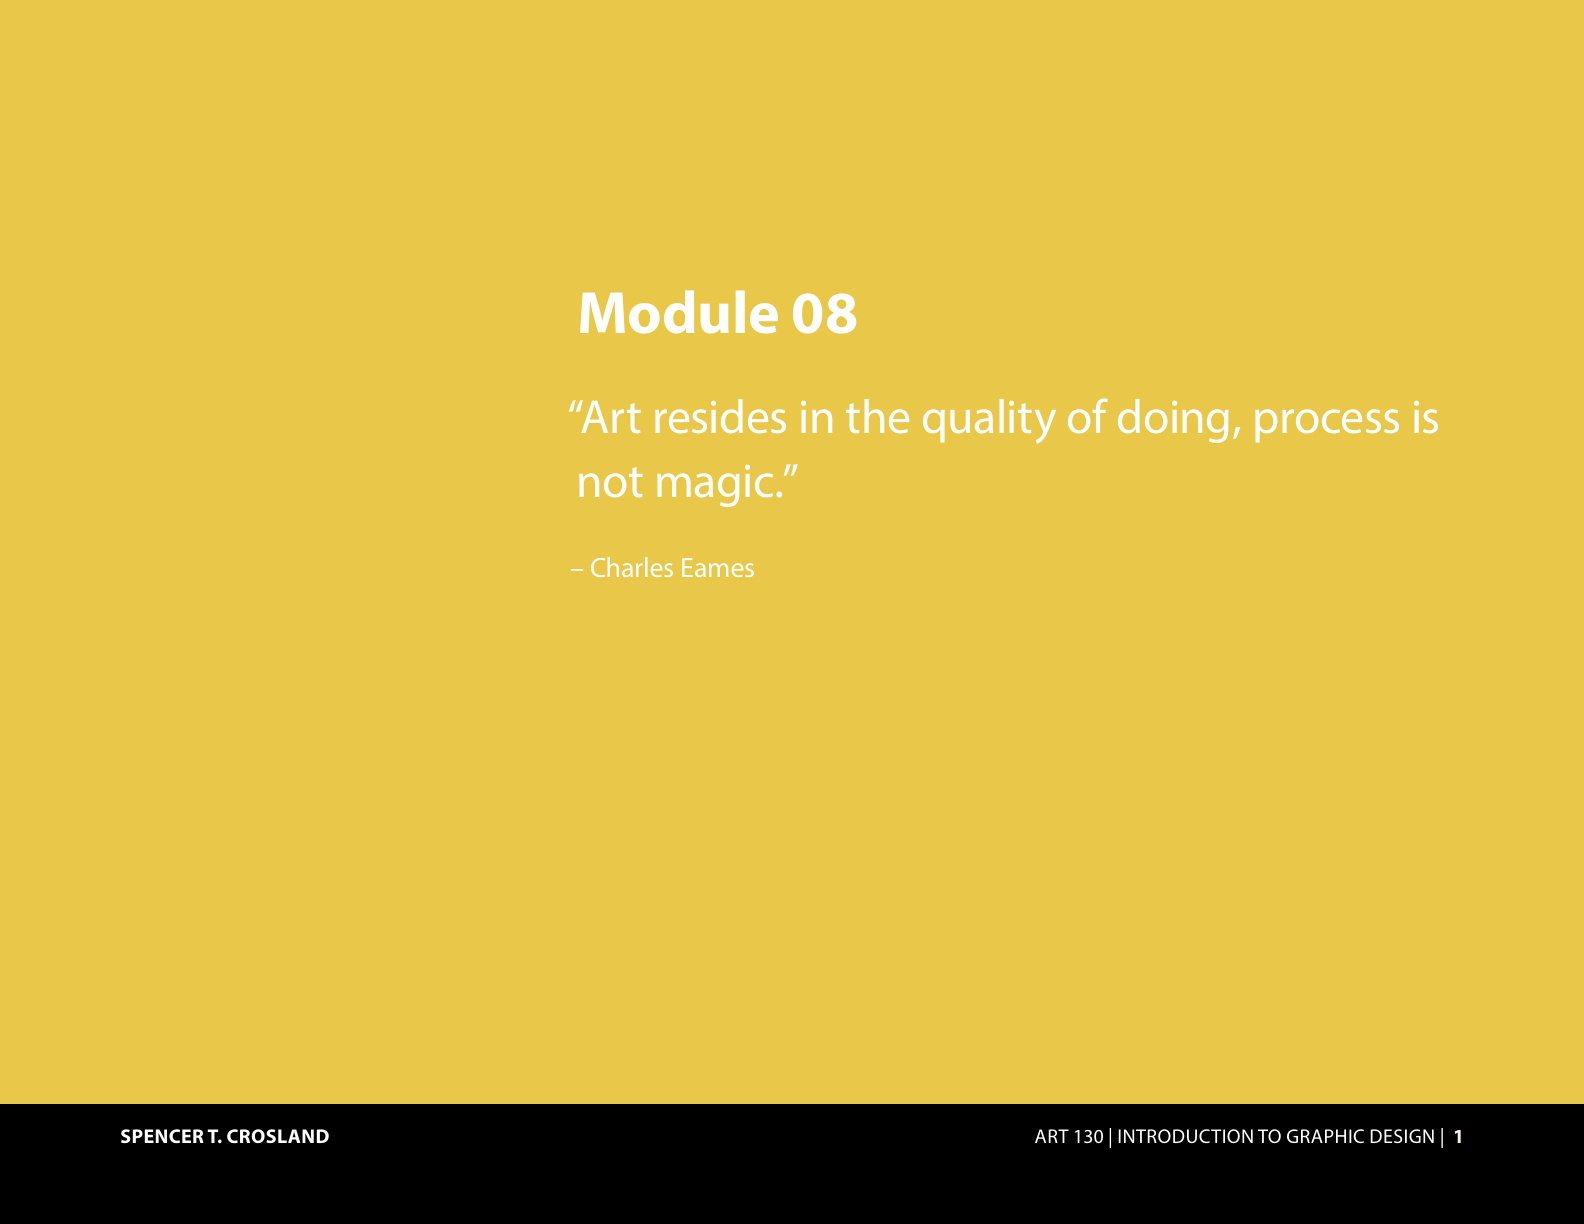 Module 08
“Art resides in the quality of doing, process is
not magic.”
– Charles Eames
SPENCER T. CROSLAND
ART 130 | INTRODUCTION TO GRAPHIC DESIGN | 1